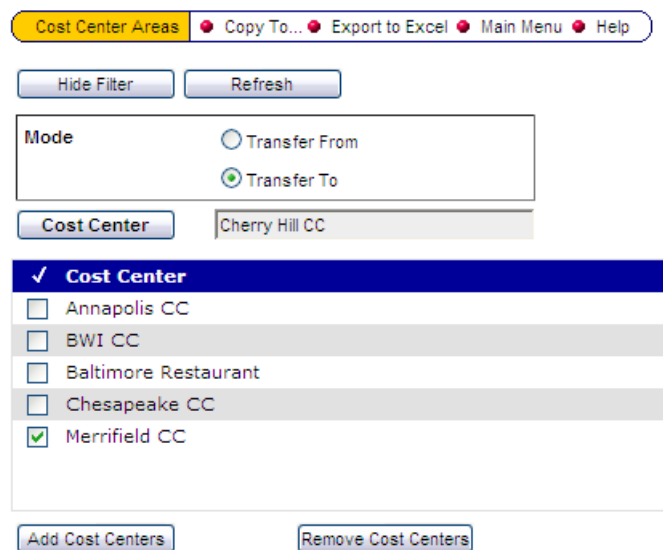 Cost Center Areas Copy To... Export to Excel Main Menu Help
Hide Filter Refresh
Mode Transfer From
Transfer To
Cost Center Cherry Hill CC
✓ Cost Center
Annapolis CC
BWI CC
Baltimore Restaurant
Chesapeake CC
Merrifield CC
Add Cost Centers Remove Cost Centers